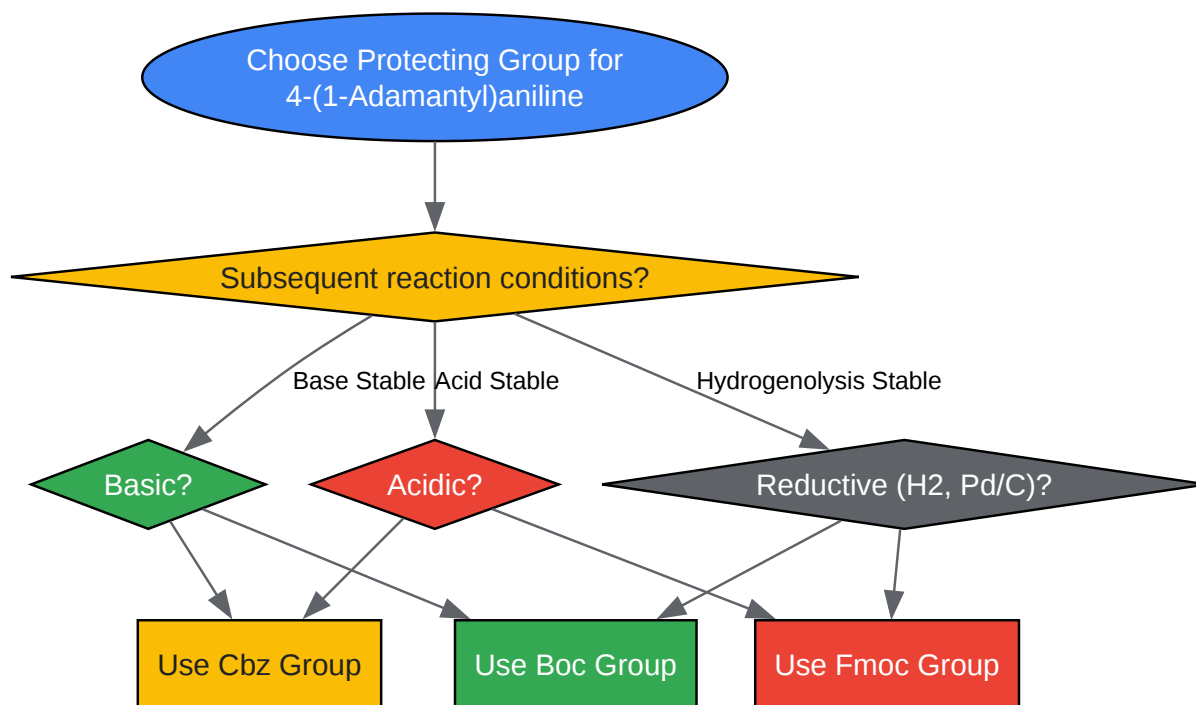 Choose Protecting Group for
4-(1-Adamantyl)aniline
Subsequent reaction conditions?
Base Stable
Acid Stable
Hydrogenolysis Stable
Basic?
Acidic?
Reductive (H2, Pd/C)?
Use Cbz Group
Use Boc Group
Use Fmoc Group